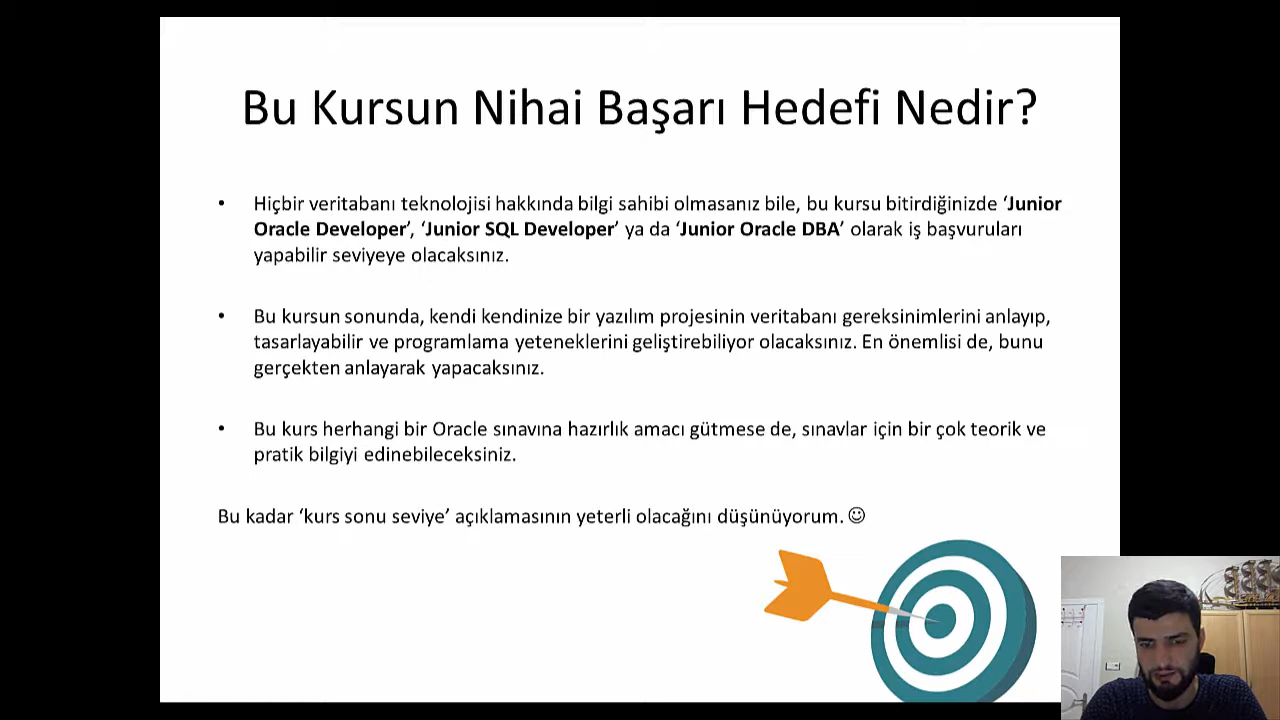 Bu Kursun Nihai Başarı Hedefi Nedir?
• Hiçbir veritabanı teknolojisi hakkında bilgi sahibi olmasanız bile, bu kursu bitirdiğinizde ‘Junior
Oracle Developer’, ‘Junior SQL Developer’ ya da ‘Junior Oracle DBA’ olarak iş başvuruları
yapabilir seviyeye olacaksınız.
• Bu kursun sonunda, kendi kendinize bir yazılım projesinin veritabanı gereksinimlerini anlayıp,
tasarlayabilir ve programlama yeteneklerini geliştirebiliyor olacaksınız. En önemlisi de, bunu
gerçekten anlayarak yapacaksınız.
• Bu kurs herhangi bir Oracle sınavına hazırlık amacı gütmese de, sınavlar için bir çok teorik ve
pratik bilgiyi edinebileceksiniz.
Bu kadar ‘kurs sonu seviye’ açıklamasının yeterli olacağını düşünüyorum. ☺